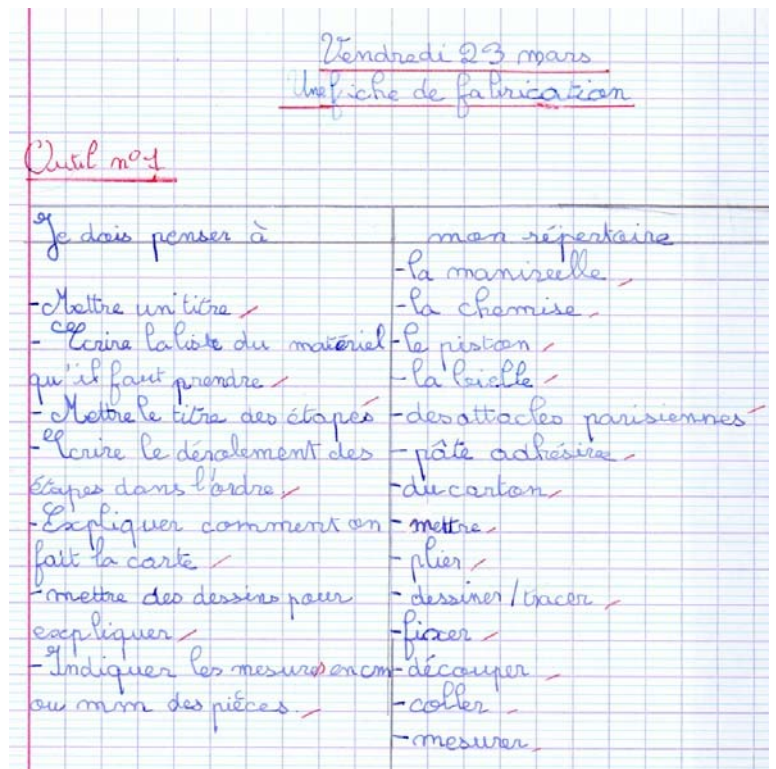 Vendredi 23 mars
Une fiche de fabrication
Outil n°1
Je dois penser à
- Mettre un titre
- Ecrire la liste du matériel
qu'il faut prendre
- Mettre le titre des étapes
- Ecrire le dérolement des
étapes dans l'ordre
- Expliquer comment on
fait la carte
- mettre des dessins pour
expliquer
- Indiquer les mesures en cm
ou mm des pièces.
mon répertoire
- la manivelle
- la chemise
- le piston
- la bielle
- des attaches parisiennes
- pâte adhésive
- du carton
- mettre
- plier
- dessiner / tracer
- fixer
- découper
- coller
- mesurer